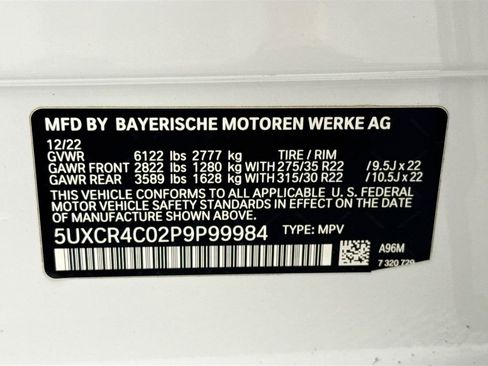 MFD BY BAYERISCHE MOTOREN WERKE AG
12/22
GVWR 6122 lbs 2777 kg TIRE / RIM
GAWR FRONT 2822 lbs 1280 kg WITH 275/35 R22 / 9.5J x 22
GAWR REAR 3589 lbs 1628 kg WITH 315/30 R22 / 10.5J x 22
THIS VEHICLE CONFORMS TO ALL APPLICABLE U. S. FEDERAL
MOTOR VEHICLE SAFETY STANDARDS IN EFFECT ON THE DATE
OF MANUFACTURE SHOWN ABOVE.
5UXCR4C02P9P99984 TYPE: MPV
A96M
7 320 729